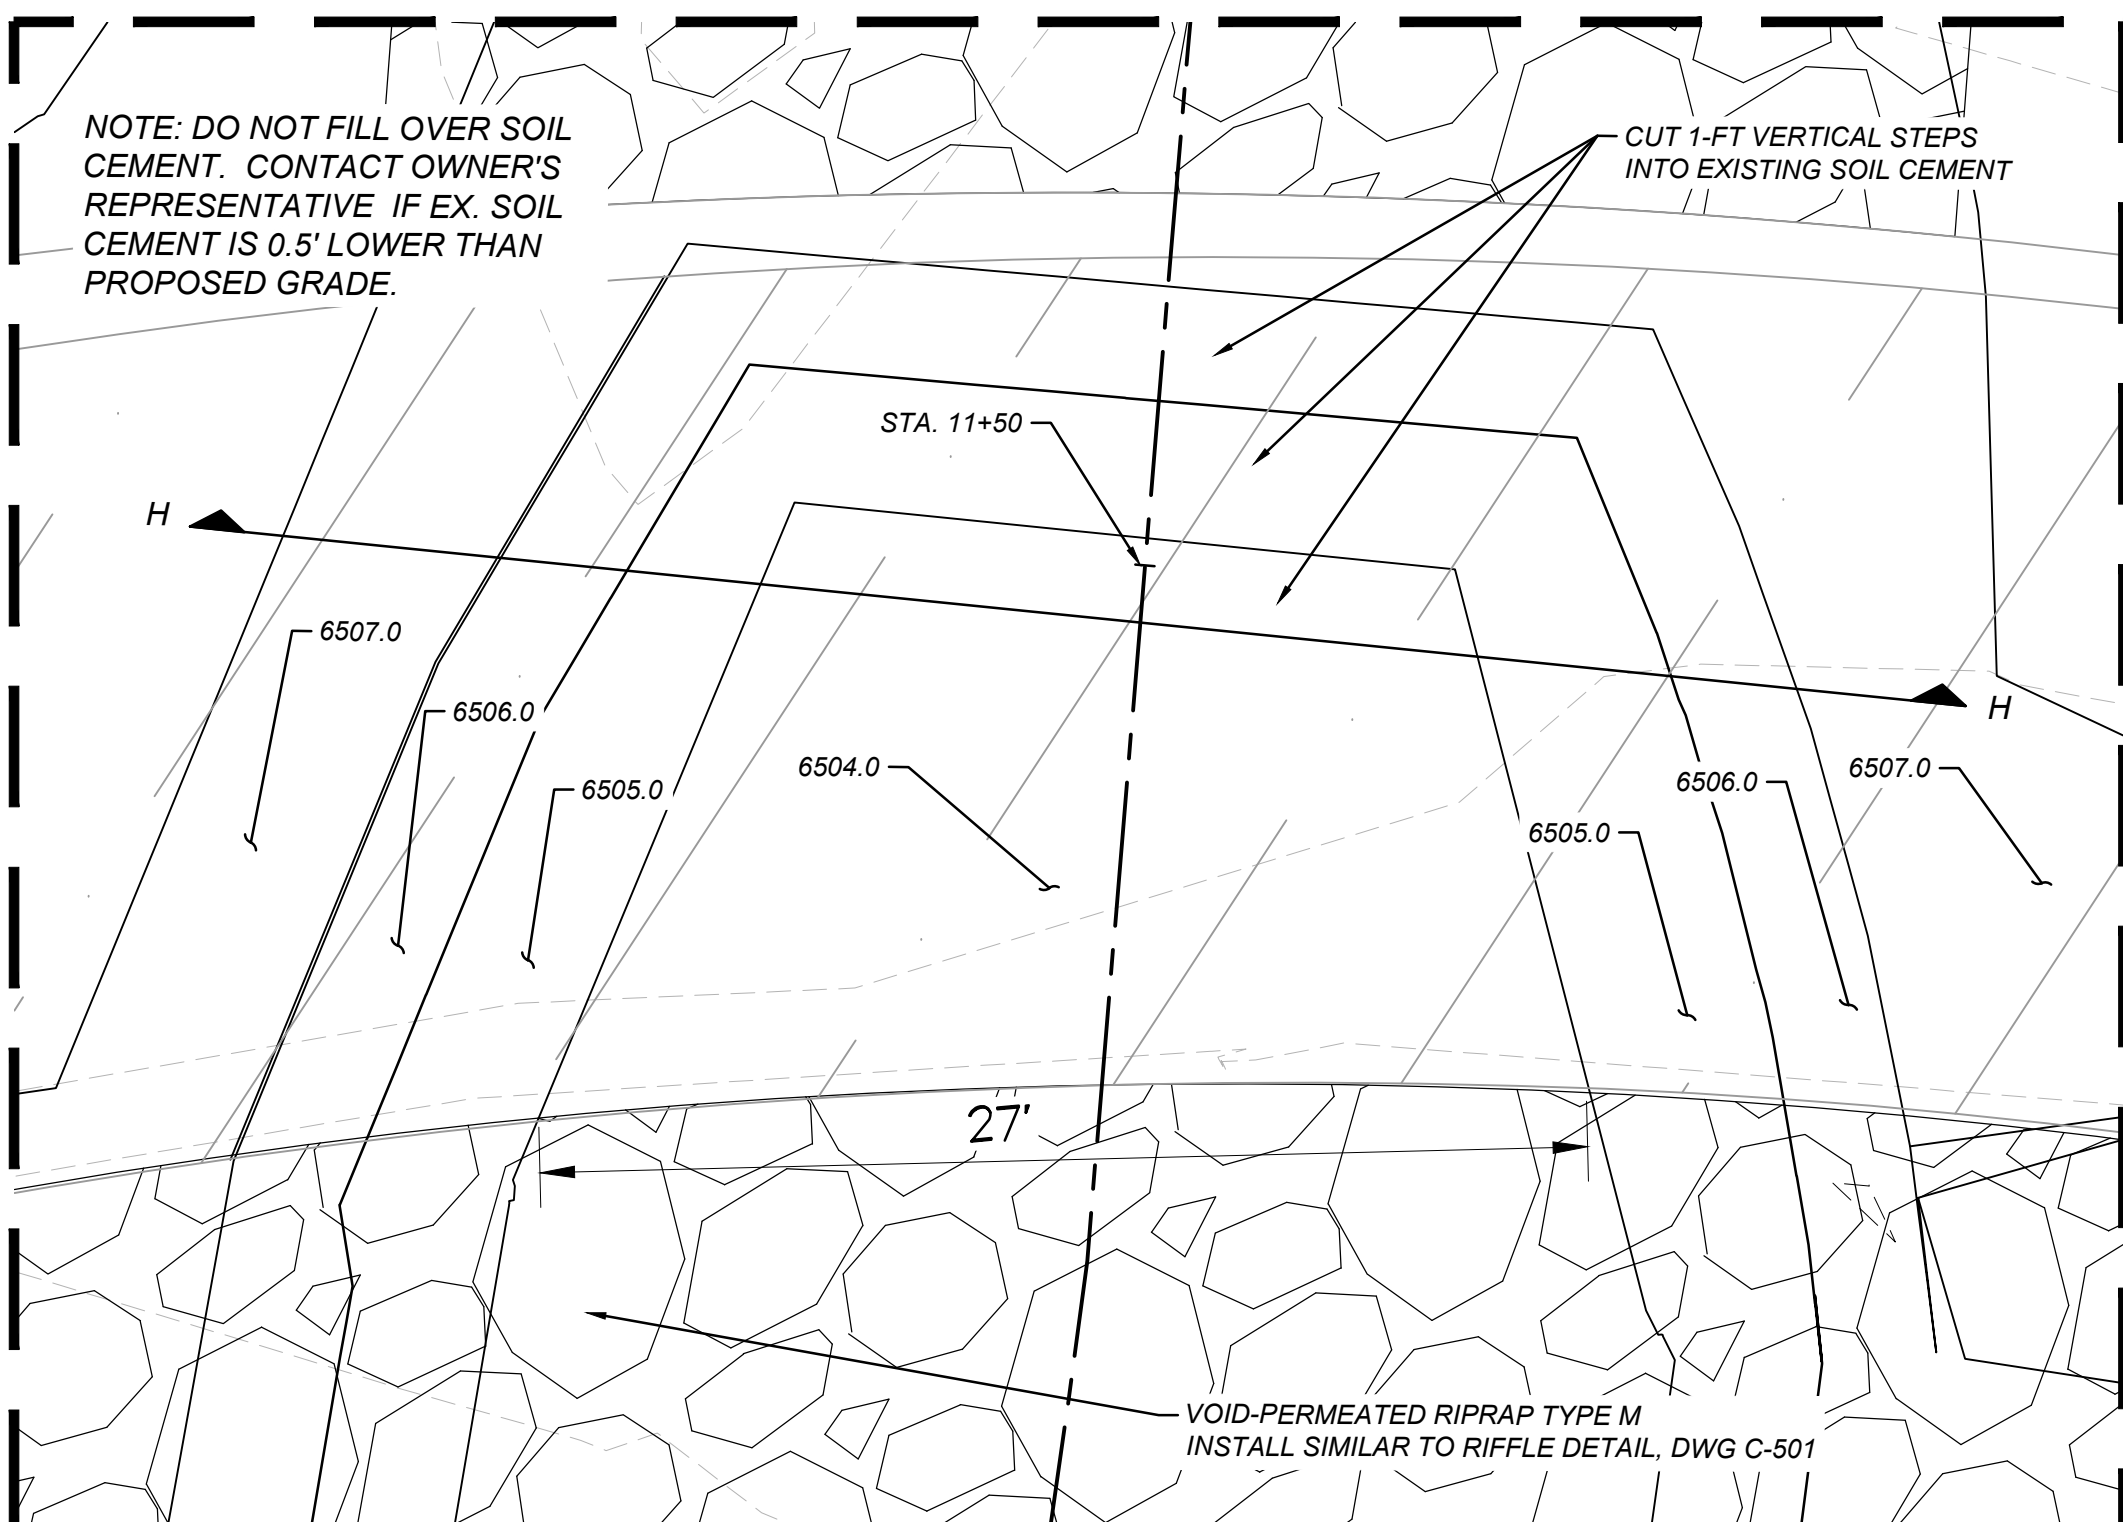 NOTE: DO NOT FILL OVER SOIL
CEMENT. CONTACT OWNER'S
REPRESENTATIVE IF EX. SOIL
CEMENT IS 0.5' LOWER THAN
PROPOSED GRADE.
CUT 1-FT VERTICAL STEPS
INTO EXISTING SOIL CEMENT
STA. 11+50
H
6507.0
6506.0
H
6504.0
6505.0
6506.0
6507.0
6505.0
27'
VOID-PERMEATED RIPRAP TYPE M
INSTALL SIMILAR TO RIFFLE DETAIL, DWG C-501